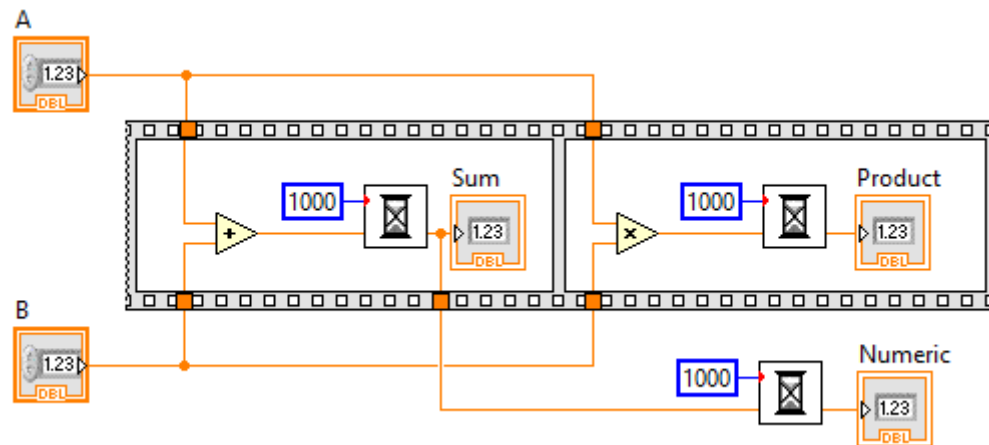 A
1.23
DBL
1000
Sum
1.23
DBL
+
1000
Product
1.23
DBL
x
B
1.23
DBL
1000
Numeric
1.23
DBL